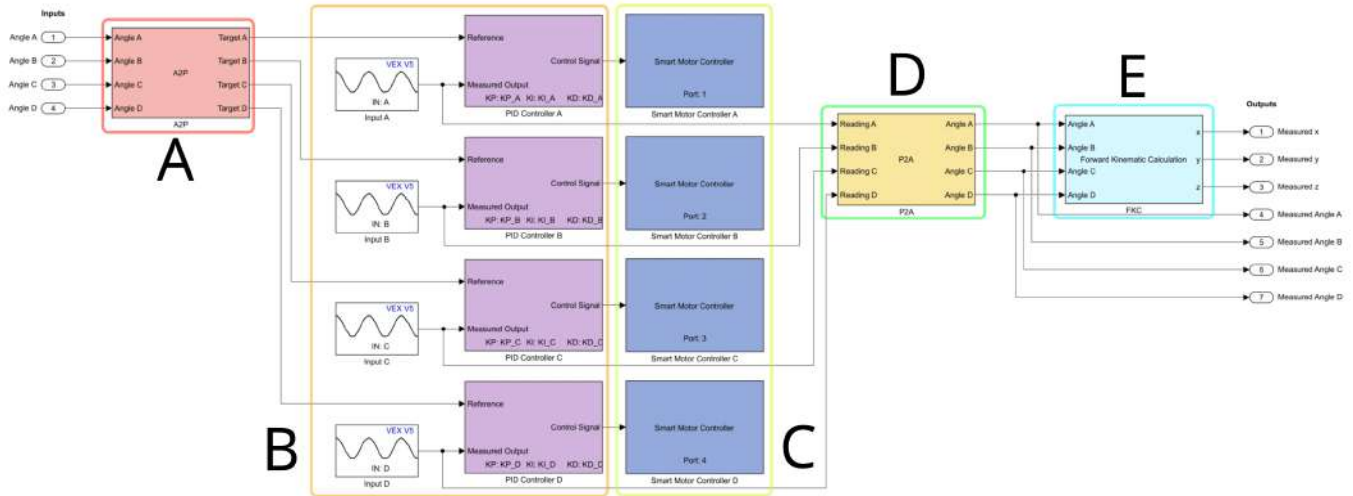 Inputs
Angle A 1
Angle B 2
Angle C 3
Angle D 4
Angle A Target A
Angle B Target B
A2P
Angle C Target C
Angle D Target D
A2P
A
VEX V5
IN: A
Input A
Reference
Control Signal
Measured Output
KP: KP_A KI: KI_A KD: KD_A
PID Controller A
Smart Motor Controller
Port: 1
Smart Motor Controller A
VEX V5
IN: B
Input B
Reference
Control Signal
Measured Output
KP: KP_B KI: KI_B KD: KD_B
PID Controller B
Smart Motor Controller
Port: 2
Smart Motor Controller B
VEX V5
IN: C
Input C
Reference
Control Signal
Measured Output
KP: KP_C KI: KI_C KD: KD_C
PID Controller C
Smart Motor Controller
Port: 3
Smart Motor Controller C
B
VEX V5
IN: D
Input D
Reference
Control Signal
Measured Output
KP: KP_D KI: KI_D KD: KD_D
PID Controller D
Smart Motor Controller
Port: 4
Smart Motor Controller D
C
D
Reading A Angle A
Reading B Angle B
P2A
Reading C Angle C
Reading D Angle D
P2A
E
Angle A x
Angle B
Forward Kinematic Calculation y
Angle C
Angle D z
FKC
Outputs
1 Measured x
2 Measured y
3 Measured z
4 Measured Angle A
5 Measured Angle B
6 Measured Angle C
7 Measured Angle D